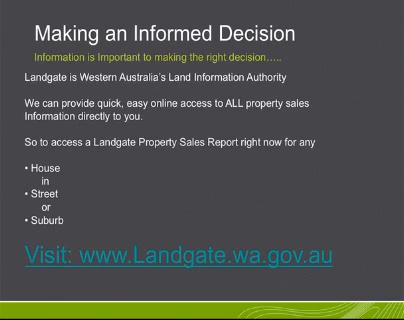 Making an Informed Decision
Information is Important to making the right decision…..
Landgate is Western Australia's Land Information Authority
We can provide quick, easy online access to ALL property sales
Information directly to you.
So to access a Landgate Property Sales Report right now for any
• House
in
• Street
or
• Suburb
Visit: www.Landgate.wa.gov.au